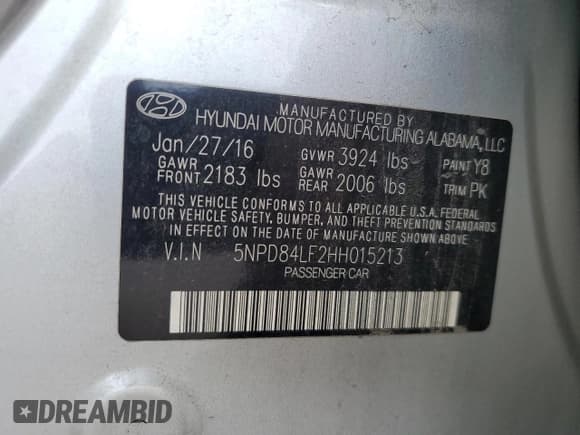 MANUFACTURED BY
HYUNDAI MOTOR MANUFACTURING ALABAMA, LLC
Jan/27/16 GVWR 3924 lbs PAINT Y8
GAWR FRONT 2183 lbs GAWR REAR 2006 lbs TRIM PK
THIS VEHICLE CONFORMS TO ALL APPLICABLE U.S.A. FEDERAL
MOTOR VEHICLE SAFETY, BUMPER, AND THEFT PREVENTION STANDARDS
IN EFFECT ON THE DATE OF MANUFACTURE SHOWN ABOVE.
V.I.N 5NPD84LF2HH015213
PASSENGER CAR
DREAMBID